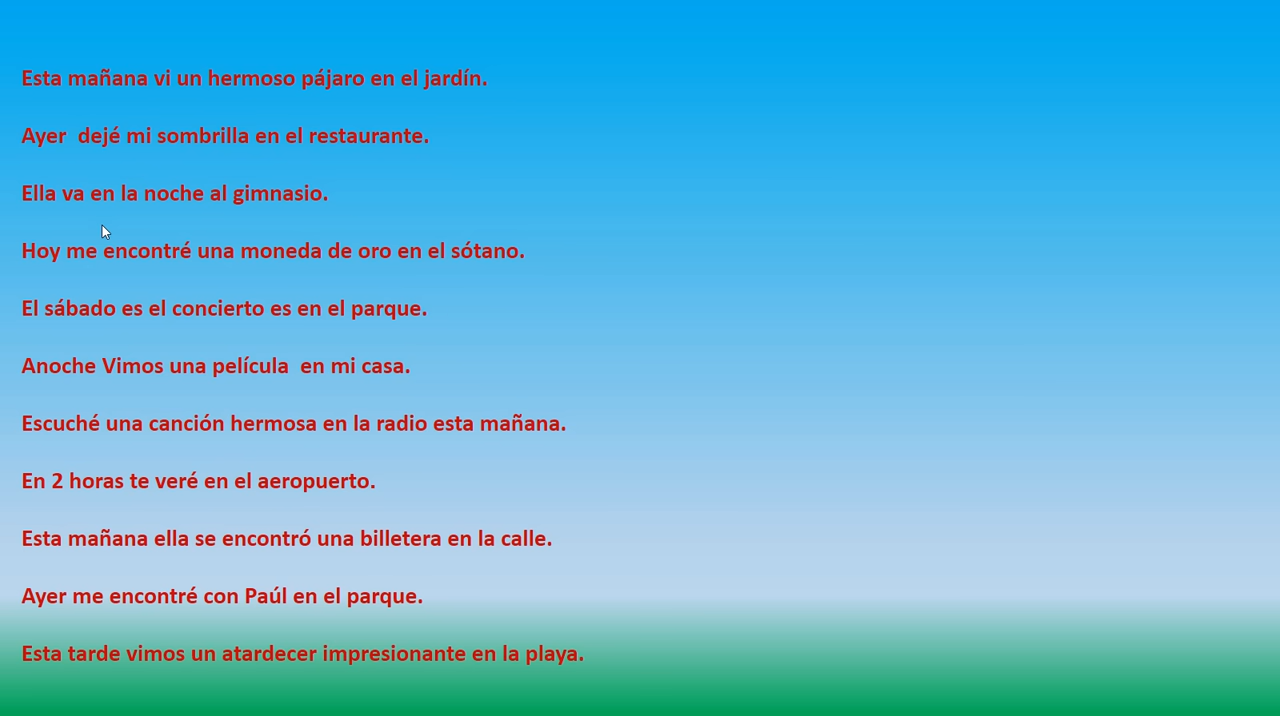 Esta mañana vi un hermoso pájaro en el jardín.
Ayer  dejé mi sombrilla en el restaurante.
Ella va en la noche al gimnasio.
Hoy me encontré una moneda de oro en el sótano.
El sábado es el concierto es en el parque.
Anoche Vimos una película  en mi casa.
Escuché una canción hermosa en la radio esta mañana.
En 2 horas te veré en el aeropuerto.
Esta mañana ella se encontró una billetera en la calle.
Ayer me encontré con Paúl en el parque.
Esta tarde vimos un atardecer impresionante en la playa.